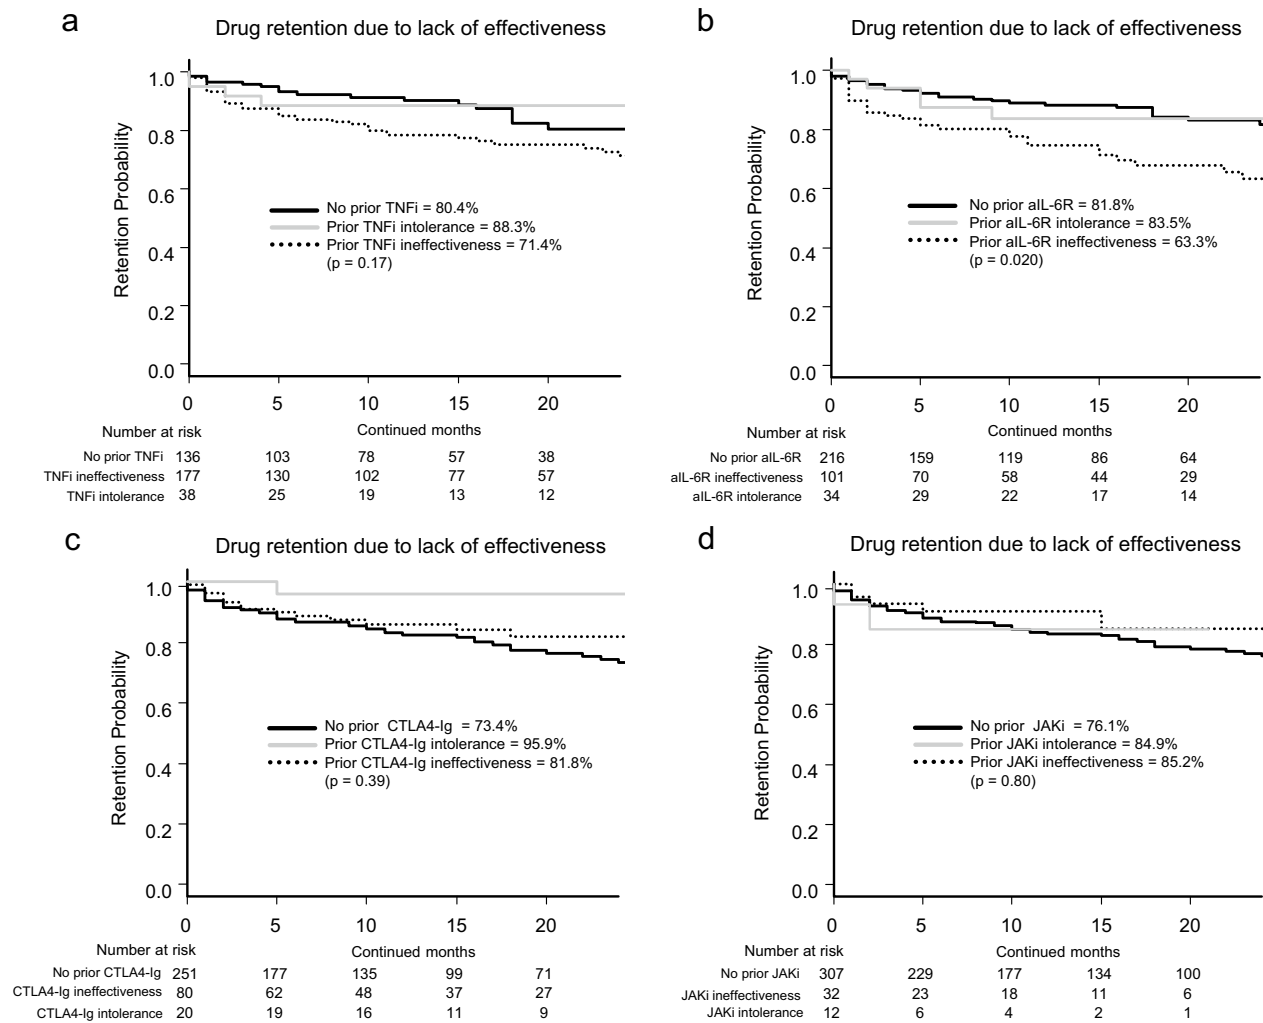 a
Drug retention due to lack of effectiveness
Retention Probability
1.0
0.8
0.6
0.4
0.2
0.0
No prior TNFi = 80.4%
Prior TNFi intolerance = 88.3%
Prior TNFi ineffectiveness = 71.4%
(p = 0.17)
0 5 10 15 20
Number at risk Continued months
No prior TNFi 136 103 78 57 38
TNFi ineffectiveness 177 130 102 77 57
TNFi intolerance 38 25 19 13 12
b
Drug retention due to lack of effectiveness
Retention Probability
1.0
0.8
0.6
0.4
0.2
0.0
No prior aIL-6R = 81.8%
Prior aIL-6R intolerance = 83.5%
Prior aIL-6R ineffectiveness = 63.3%
(p = 0.020)
0 5 10 15 20
Number at risk Continued months
No prior aIL-6R 216 159 119 86 64
aIL-6R ineffectiveness 101 70 58 44 29
aIL-6R intolerance 34 29 22 17 14
c
Drug retention due to lack of effectiveness
Retention Probability
1.0
0.8
0.6
0.4
0.2
0.0
No prior CTLA4-Ig = 73.4%
Prior CTLA4-Ig intolerance = 95.9%
Prior CTLA4-Ig ineffectiveness = 81.8%
(p = 0.39)
0 5 10 15 20
Number at risk Continued months
No prior CTLA4-Ig 251 177 135 99 71
CTLA4-Ig ineffectiveness 80 62 48 37 27
CTLA4-Ig intolerance 20 19 16 11 9
d
Drug retention due to lack of effectiveness
Retention Probability
1.0
0.8
0.6
0.4
0.2
0.0
No prior JAKi = 76.1%
Prior JAKi intolerance = 84.9%
Prior JAKi ineffectiveness = 85.2%
(p = 0.80)
0 5 10 15 20
Number at risk Continued months
No prior JAKi 307 229 177 134 100
JAKi ineffectiveness 32 23 18 11 6
JAKi intolerance 12 6 4 2 1